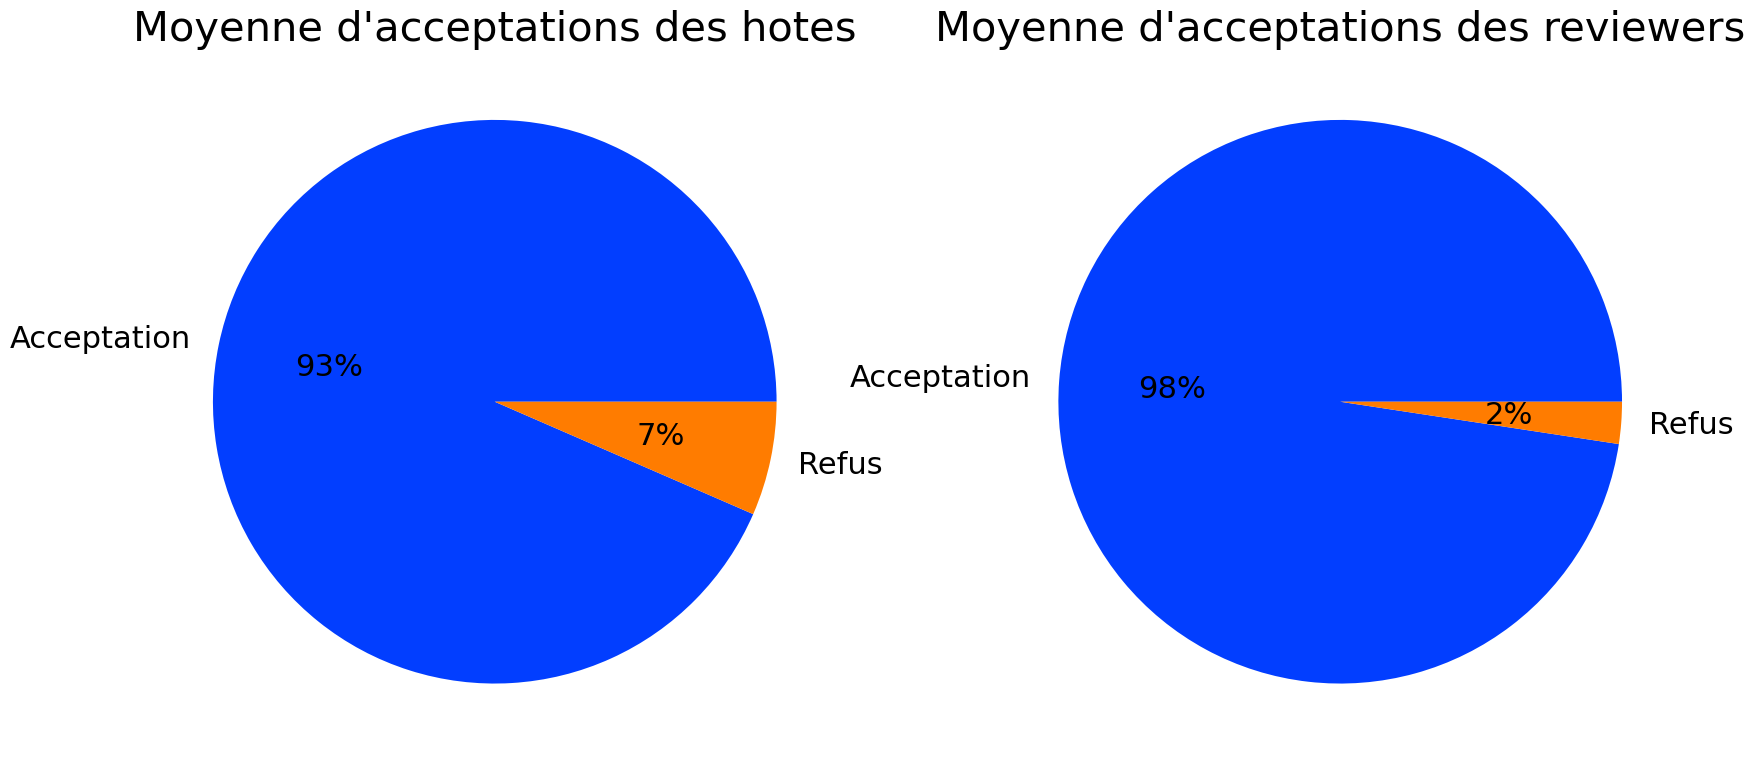 Moyenne d'acceptations des hotes
Acceptation
93%
7%
Refus
Moyenne d'acceptations des reviewers
Acceptation
98%
2%
Refus